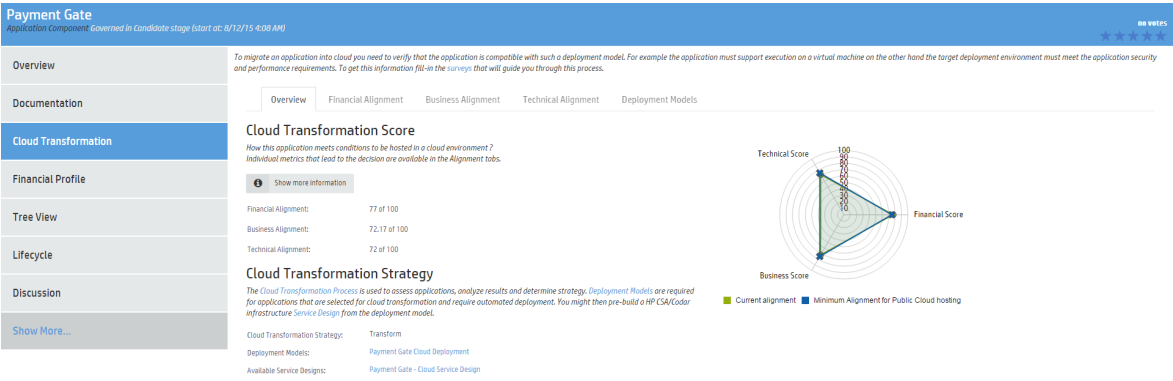 Payment Gate
Application Component Governed in Candidate stage (start at: 8/12/15 4:08 AM)
no votes
Overview
Documentation
Cloud Transformation
Financial Profile
Tree View
Lifecycle
Discussion
Show More...
To migrate an application into cloud you need to verify that the application is compatible with such a deployment model. For example the application must support execution on a virtual machine on the other hand the target deployment environment must meet the application security
and performance requirements. To get this information fill-in the surveys that will guide you through this process.
Overview Financial Alignment Business Alignment Technical Alignment Deployment Models
Cloud Transformation Score
How this application meets conditions to be hosted in a cloud environment ?
Individual metrics that lead to the decision are available in the Alignment tabs.
Show more information
Financial Alignment: 77 of 100
Business Alignment: 72.17 of 100
Technical Alignment: 72 of 100
Cloud Transformation Strategy
The Cloud Transformation Process is used to assess applications, analyze results and determine strategy. Deployment Models are required
for applications that are selected for cloud transformation and require automated deployment. You might then pre-build a HP CSA/Codar
infrastructure Service Design from the deployment model.
Cloud Transformation Strategy: Transform
Deployment Models: Payment Gate Cloud Deployment
Available Service Designs: Payment Gate - Cloud Service Design
Technical Score
100
90
80
70
60
50
40
30
20
10
Financial Score
Business Score
Current alignment Minimum Alignment for Public Cloud hosting